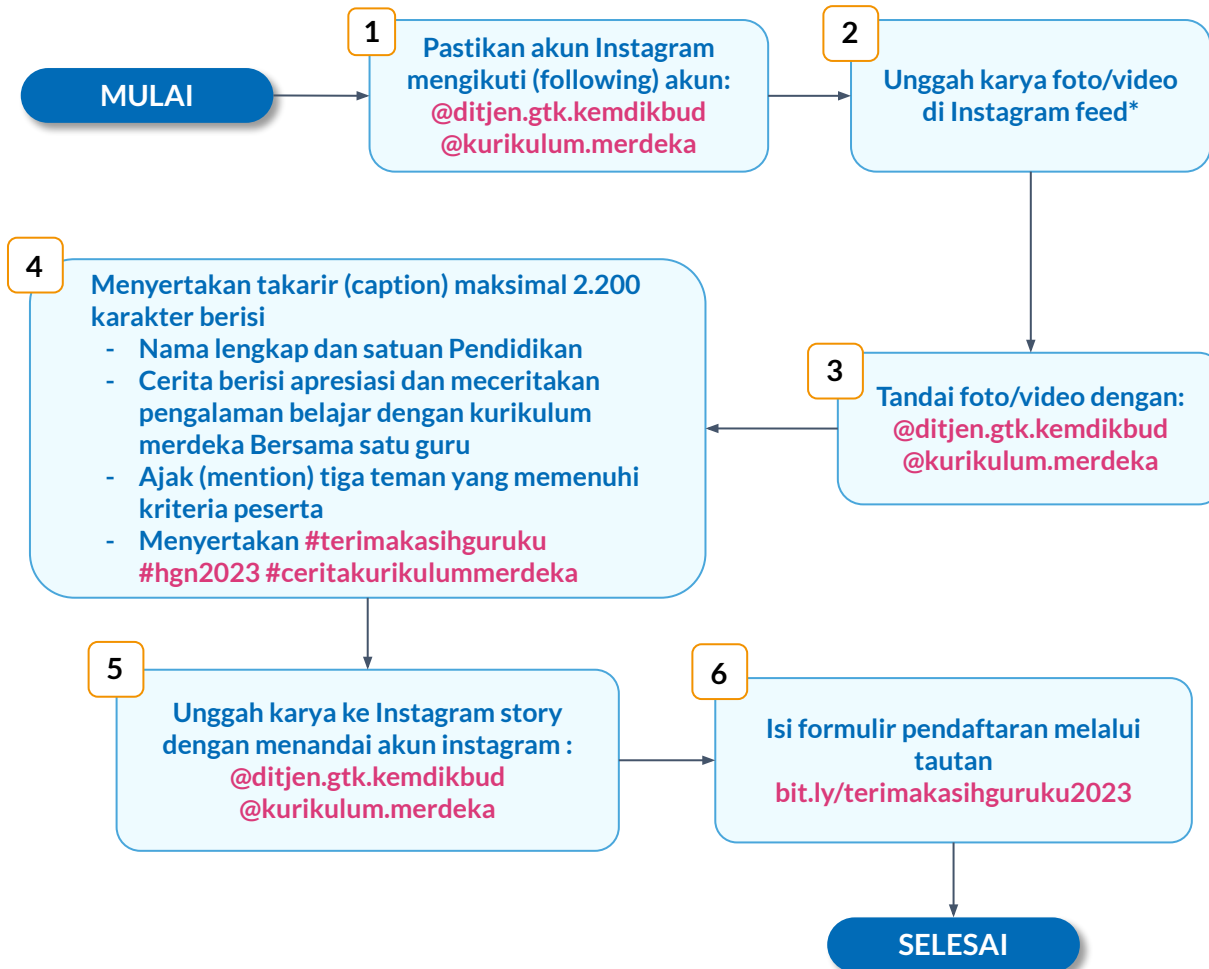 MULAI
1
Pastikan akun Instagram
mengikuti (following) akun:
@ditjen.gtk.kemdikbud
@kurikulum.merdeka
2
Unggah karya foto/video
di Instagram feed*
3
Tandai foto/video dengan:
@ditjen.gtk.kemdikbud
@kurikulum.merdeka
4
Menyertakan takarir (caption) maksimal 2.200
karakter berisi
- Nama lengkap dan satuan Pendidikan
- Cerita berisi apresiasi dan meceritakan
pengalaman belajar dengan kurikulum
merdeka Bersama satu guru
- Ajak (mention) tiga teman yang memenuhi
kriteria peserta
- Menyertakan #terimakasihguruku
#hgn2023 #ceritakurikulummerdeka
5
Unggah karya ke Instagram story
dengan menandai akun instagram :
@ditjen.gtk.kemdikbud
@kurikulum.merdeka
6
Isi formulir pendaftaran melalui
tautan
bit.ly/terimakasihguruku2023
SELESAI